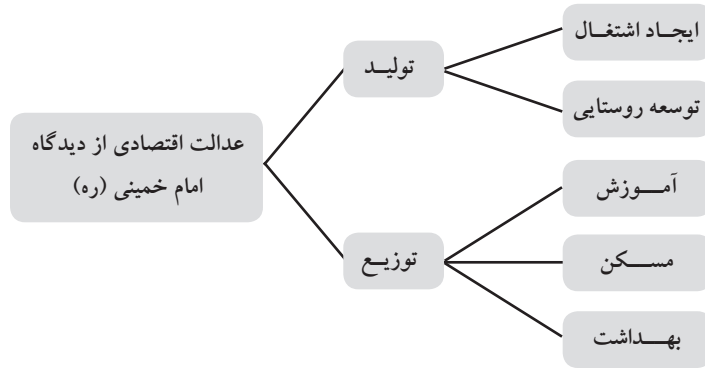 عدالت اقتصادی از دیدگاه
امام خمینی (ره)
تولید
ایجاد اشتغال
توسعه روستایی
توزیع
آموزش
مسکن
بهداشت